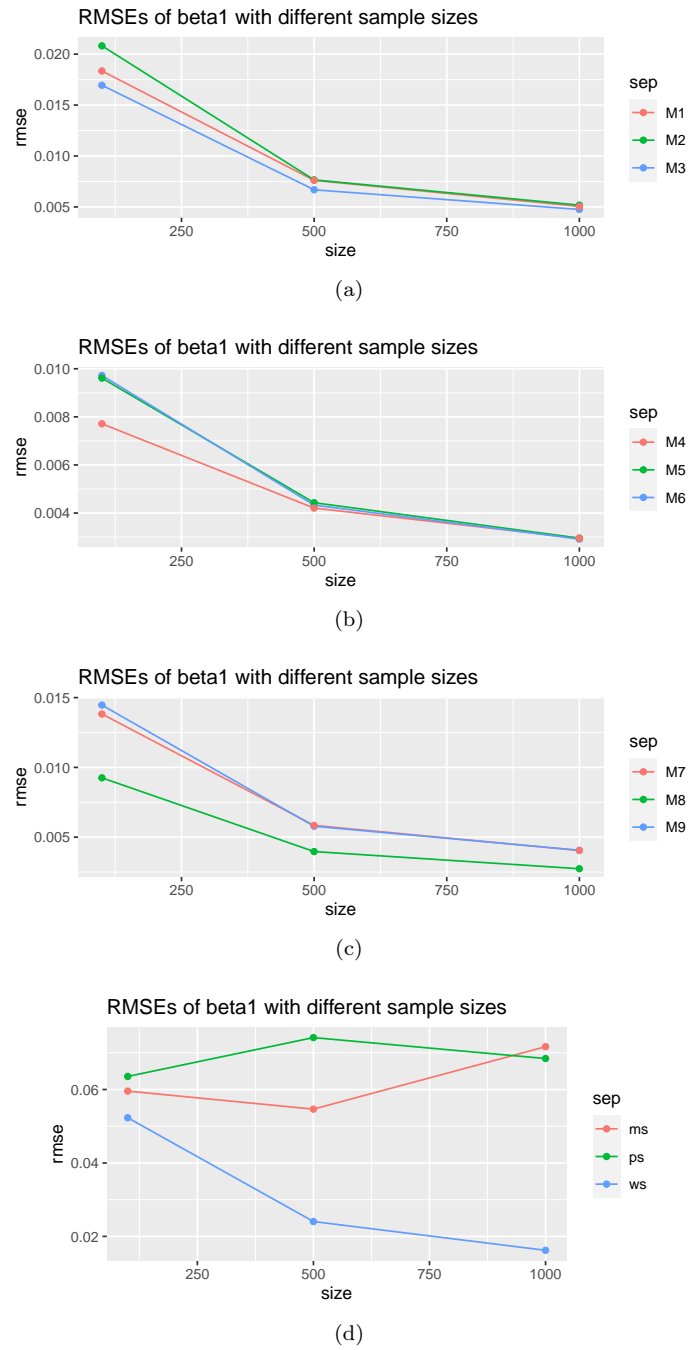 RMSEs of beta1 with different sample sizes
0.020
0.015
0.010
0.005
rmse
250
500
750
1000
size
sep
M1
M2
M3
(a)
RMSEs of beta1 with different sample sizes
0.010
0.008
0.006
0.004
rmse
250
500
750
1000
size
sep
M4
M5
M6
(b)
RMSEs of beta1 with different sample sizes
0.015
0.010
0.005
rmse
250
500
750
1000
size
sep
M7
M8
M9
(c)
RMSEs of beta1 with different sample sizes
0.06
0.04
0.02
rmse
250
500
750
1000
size
sep
ms
ps
ws
(d)